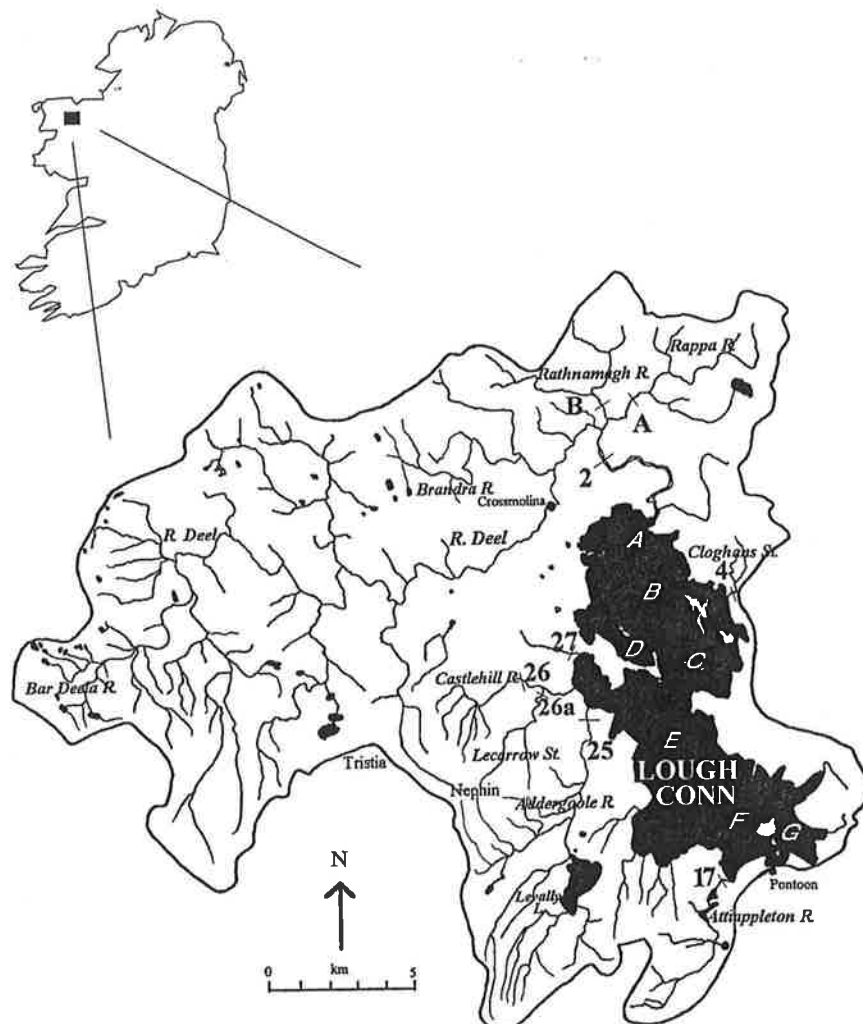 Rappa R.
Rathnamagh R.
B
A
2
Brandra R.
Crossmolina
R. Deel
R. Deel
A
Cloghans St.
4
B
D
C
27
Castlehill R.
26
26a
Bar Deela R.
E
Lecarrow St.
25
Tristia
LOUGH
CONN
Nephin
Addergoole R.
F
G
N
17
Pontoon
Levally
L.
Attiappleton R.
km
0
5